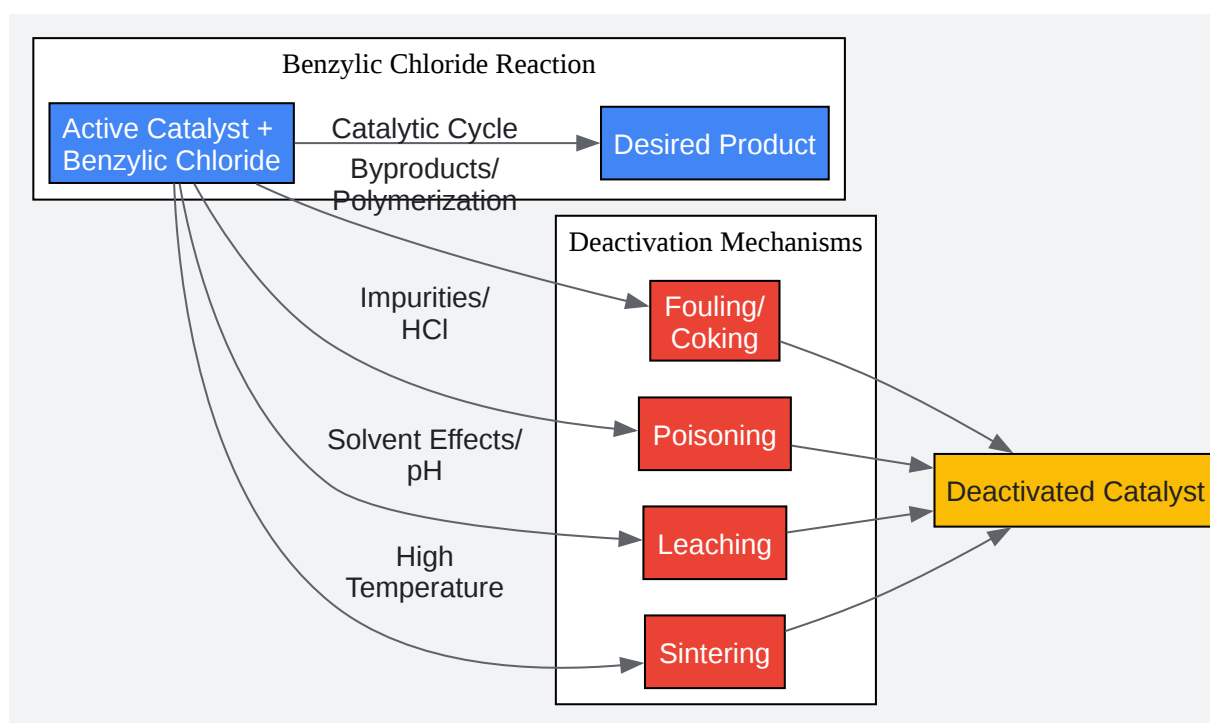 Benzylic Chloride Reaction
Active Catalyst +
Benzylic Chloride
Catalytic Cycle
Desired Product
Byproducts/
Polymerization
Deactivation Mechanisms
Impurities/
HCl
Fouling/
Coking
Solvent Effects/
pH
Poisoning
Deactivated Catalyst
High
Temperature
Leaching
Sintering